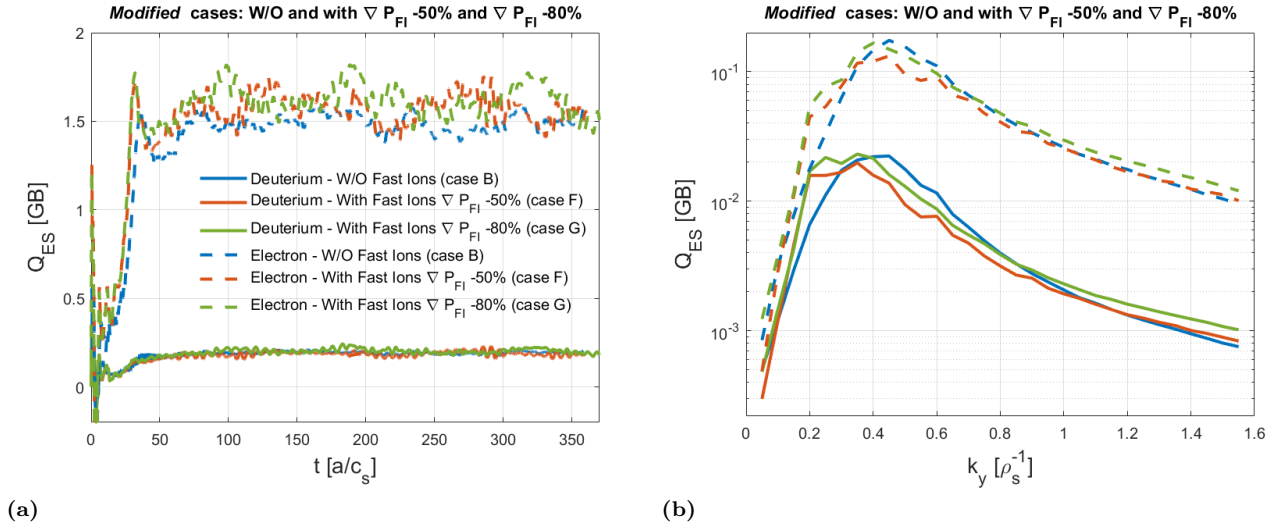 Modified cases: W/O and with ∇ P_FI -50% and ∇ P_FI -80%
2
1.5
1
0.5
0
Q_ES [GB]
Deuterium - W/O Fast Ions (case B)
Deuterium - With Fast Ions ∇ P_FI -50% (case F)
Deuterium - With Fast Ions ∇ P_FI -80% (case G)
Electron - W/O Fast Ions (case B)
Electron - With Fast Ions ∇ P_FI -50% (case F)
Electron - With Fast Ions ∇ P_FI -80% (case G)
0 50 100 150 200 250 300 350
t [a/c_s]
(a)
Modified cases: W/O and with ∇ P_FI -50% and ∇ P_FI -80%
10^-1
10^-2
10^-3
Q_ES [GB]
0 0.2 0.4 0.6 0.8 1 1.2 1.4 1.6
k_y [ρ_s^-1]
(b)